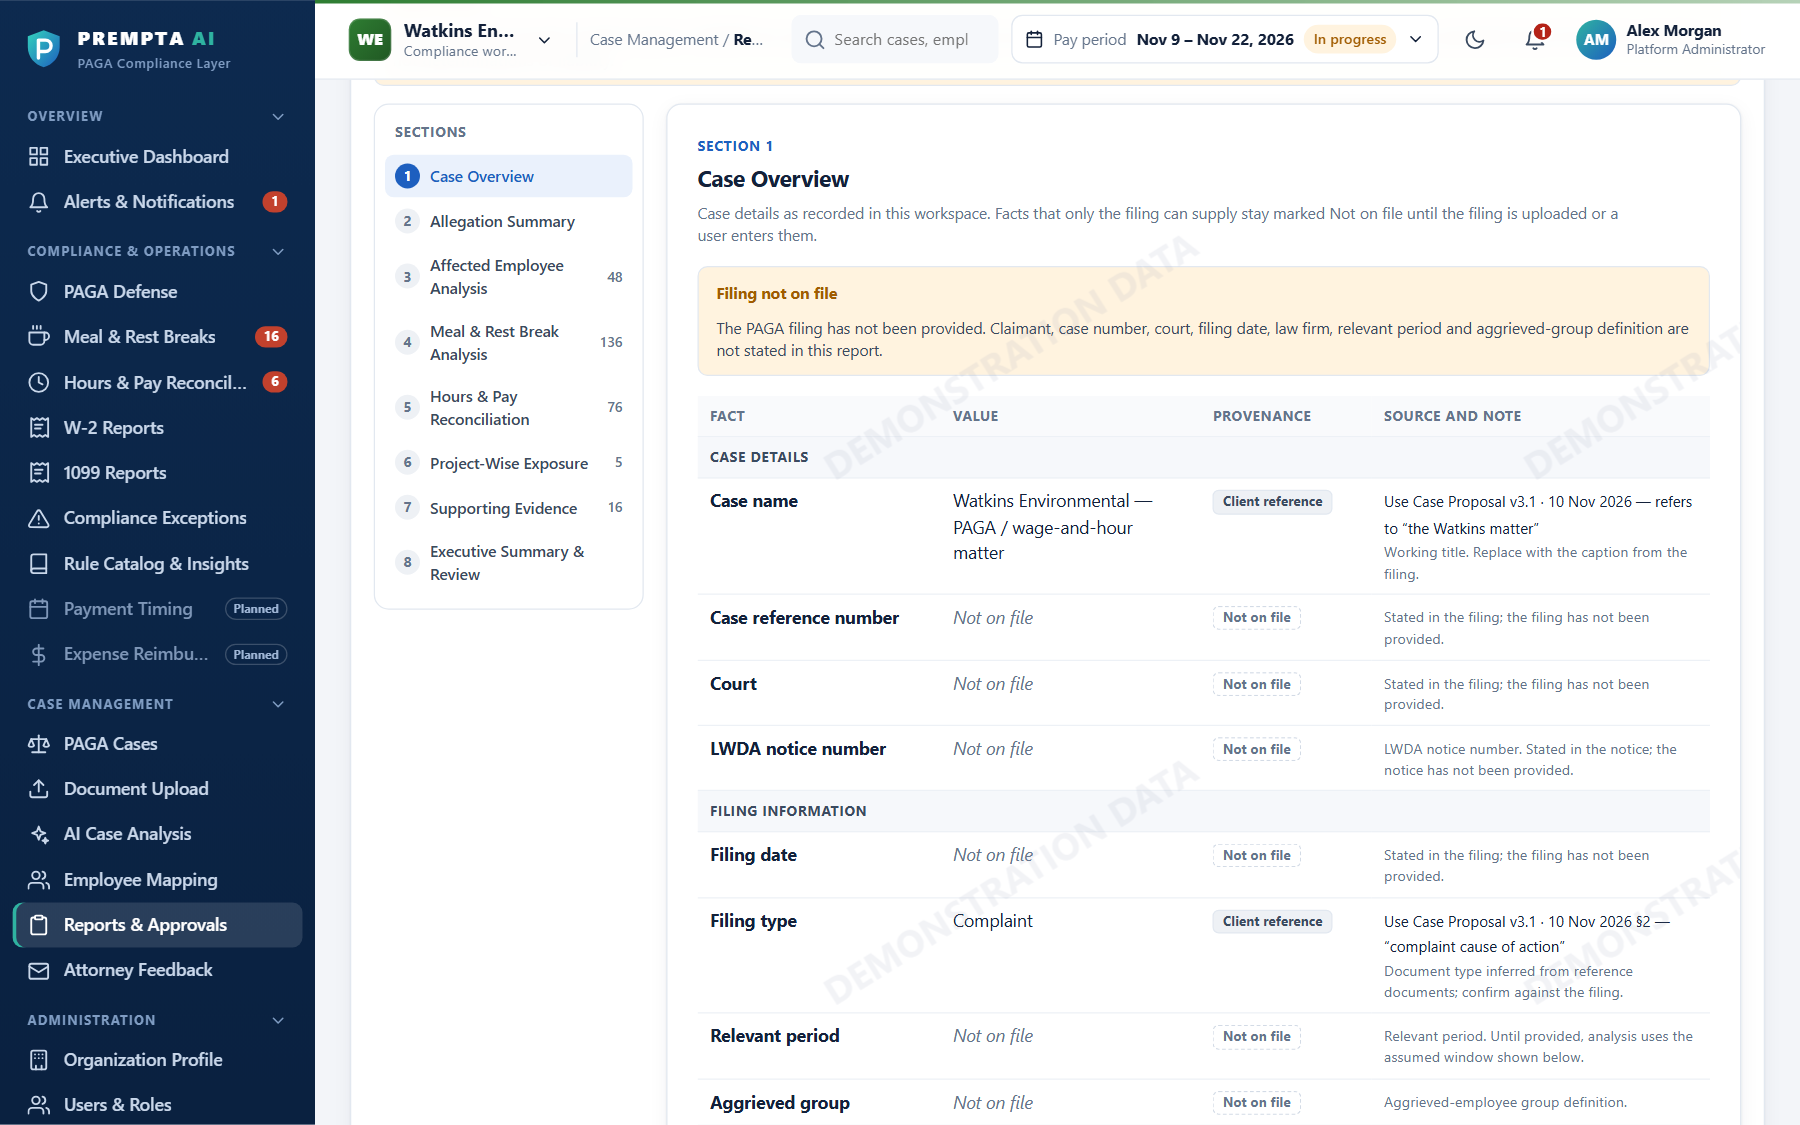 PREMPTA AI
PAGA Compliance Layer
OVERVIEW
Executive Dashboard
Alerts & Notifications 1
COMPLIANCE & OPERATIONS
PAGA Defense
Meal & Rest Breaks 16
Hours & Pay Reconcil... 6
W-2 Reports
1099 Reports
Compliance Exceptions
Rule Catalog & Insights
Payment Timing Planned
Expense Reimbu... Planned
CASE MANAGEMENT
PAGA Cases
Document Upload
AI Case Analysis
Employee Mapping
Reports & Approvals
Attorney Feedback
ADMINISTRATION
Organization Profile
Users & Roles
WE
Watkins En...
Compliance wor...
Case Management / Re...
Search cases, empl
Pay period Nov 9 – Nov 22, 2026 In progress
1
AM
Alex Morgan
Platform Administrator
SECTIONS
1 Case Overview
2 Allegation Summary
3 Affected Employee Analysis 48
4 Meal & Rest Break Analysis 136
5 Hours & Pay Reconciliation 76
6 Project-Wise Exposure 5
7 Supporting Evidence 16
8 Executive Summary & Review
SECTION 1
Case Overview
Case details as recorded in this workspace. Facts that only the filing can supply stay marked Not on file until the filing is uploaded or a
user enters them.
Filing not on file
The PAGA filing has not been provided. Claimant, case number, court, filing date, law firm, relevant period and aggrieved-group definition are
not stated in this report.
FACT VALUE PROVENANCE SOURCE AND NOTE
CASE DETAILS
Case name
Watkins Environmental —
PAGA / wage-and-hour
matter
Client reference
Use Case Proposal v3.1 · 10 Nov 2026 — refers
to “the Watkins matter”
Working title. Replace with the caption from the
filing.
Case reference number Not on file Not on file
Stated in the filing; the filing has not been
provided.
Court Not on file Not on file
Stated in the filing; the filing has not been
provided.
LWDA notice number Not on file Not on file
LWDA notice number. Stated in the notice; the
notice has not been provided.
FILING INFORMATION
Filing date Not on file Not on file
Stated in the filing; the filing has not been
provided.
Filing type Complaint Client reference
Use Case Proposal v3.1 · 10 Nov 2026 §2 —
“complaint cause of action”
Document type inferred from reference
documents; confirm against the filing.
Relevant period Not on file Not on file
Relevant period. Until provided, analysis uses the
assumed window shown below.
Aggrieved group Not on file Not on file
Aggrieved-employee group definition.
DEMONSTRATION DATA
DEMONSTRAT
DEMONSTRATION DATA
DEMONSTRAT